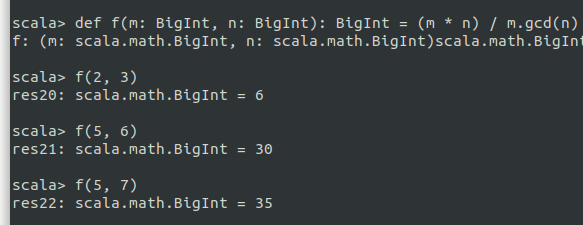 scala> def f(m: BigInt, n: BigInt): BigInt = (m * n) / m.gcd(n)
f: (m: scala.math.BigInt, n: scala.math.BigInt)scala.math.BigInt
scala> f(2, 3)
res20: scala.math.BigInt = 6
scala> f(5, 6)
res21: scala.math.BigInt = 30
scala> f(5, 7)
res22: scala.math.BigInt = 35